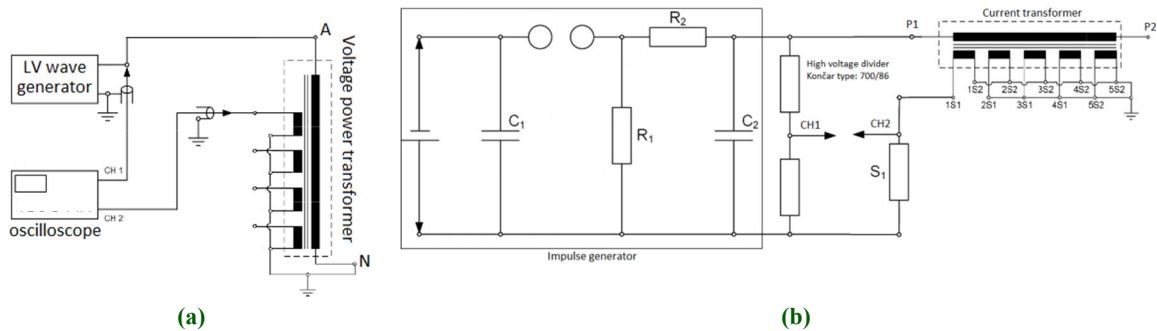 A
LV wave
generator
CH 1
CH 2
oscilloscope
Voltage power transformer
N
(a)
R₂
C₁
R₁
C₂
Impulse generator
High voltage divider
Končar type: 700/86
CH1
CH2
S₁
P1
Current transformer
P2
1S2
2S2
3S2
4S2
5S2
1S1
2S1
3S1
4S1
5S2
(b)